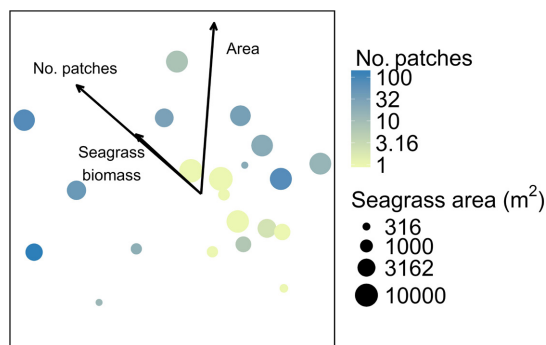 Area
No. patches
Seagrass
biomass
No. patches
100
32
10
3.16
1
Seagrass area (m²)
316
1000
3162
10000